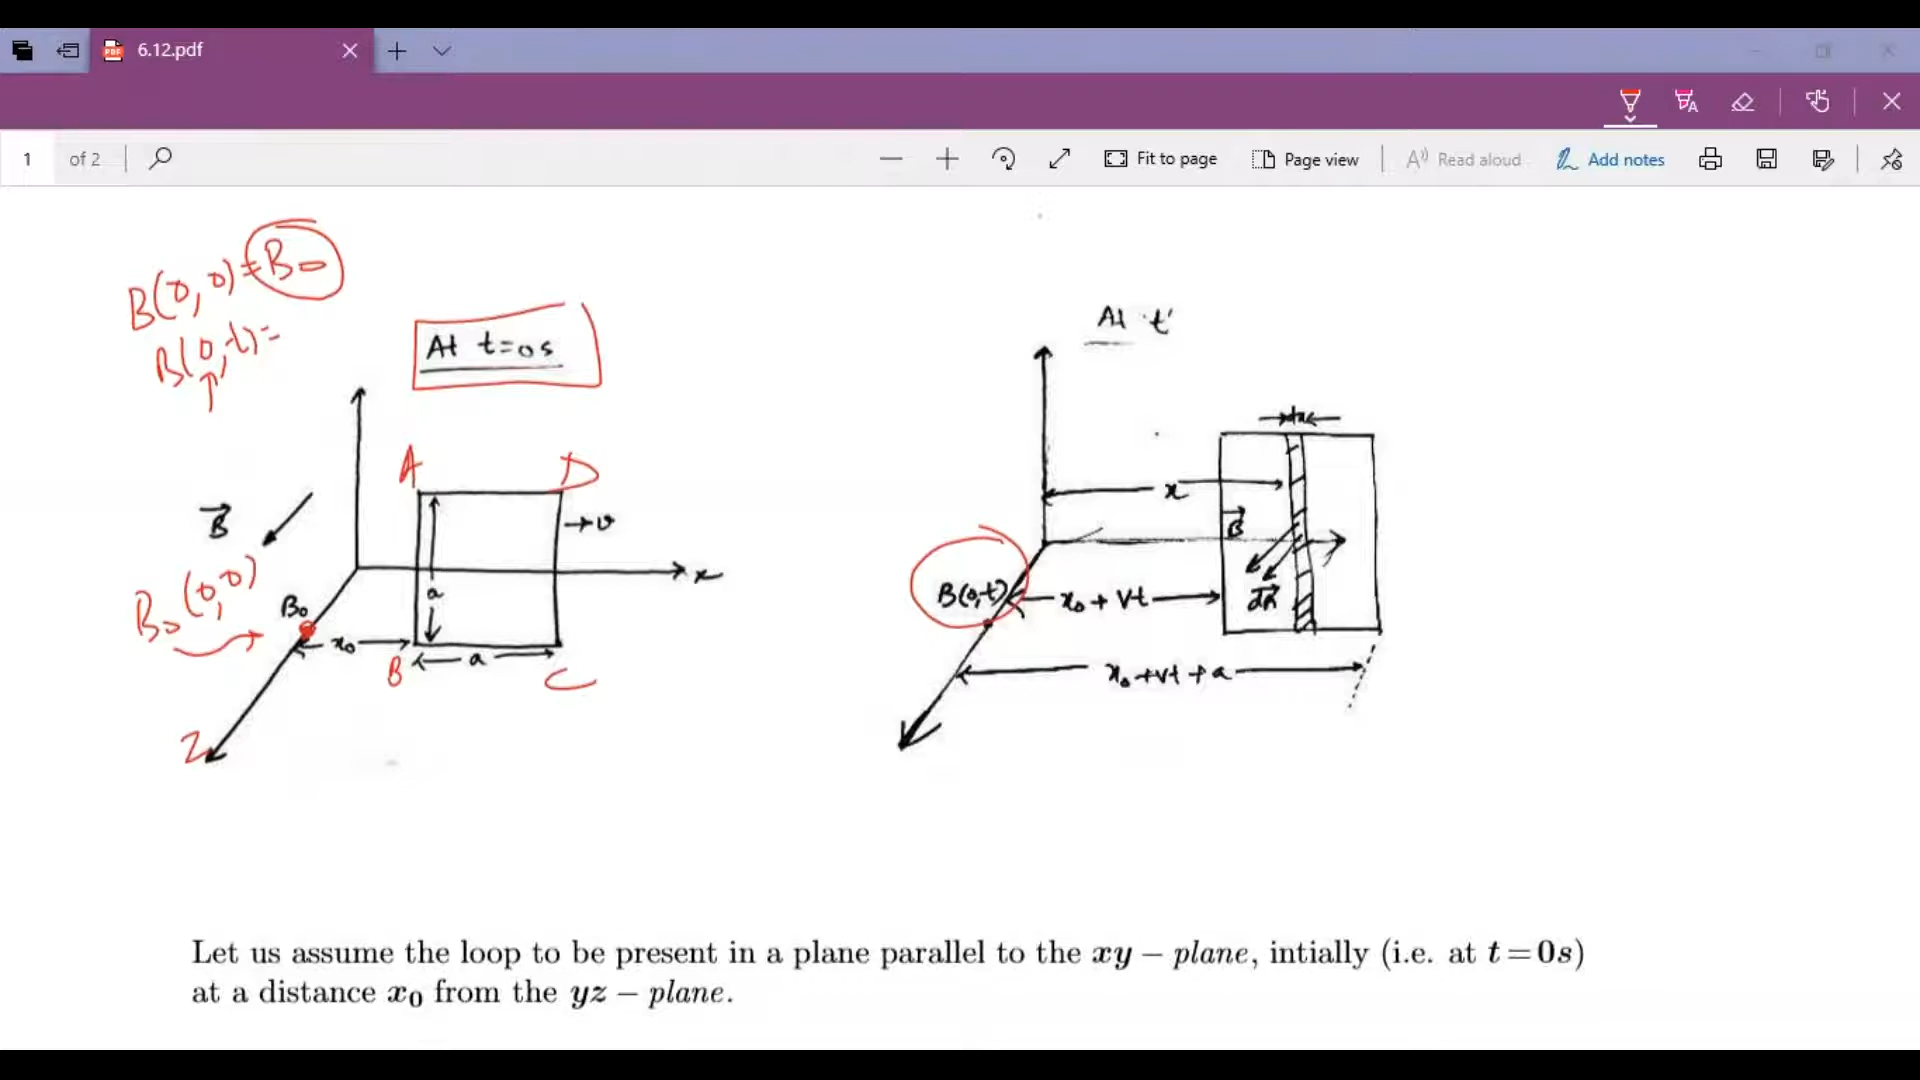 6.12.pdf
1 of 2
Fit to page
Page view
Read aloud
Add notes
B(0,0)=B0
B(0,t)=
At t=0s
At 't'
A
D
dx
x
B
v
a
x
B
B0(0,0)
B0
B(0,t)
x0+vt
da
x0
B
a
C
x0+vt+a
Z
Let us assume the loop to be present in a plane parallel to the xy − plane, intially (i.e. at t=0s)
at a distance x0 from the yz − plane.